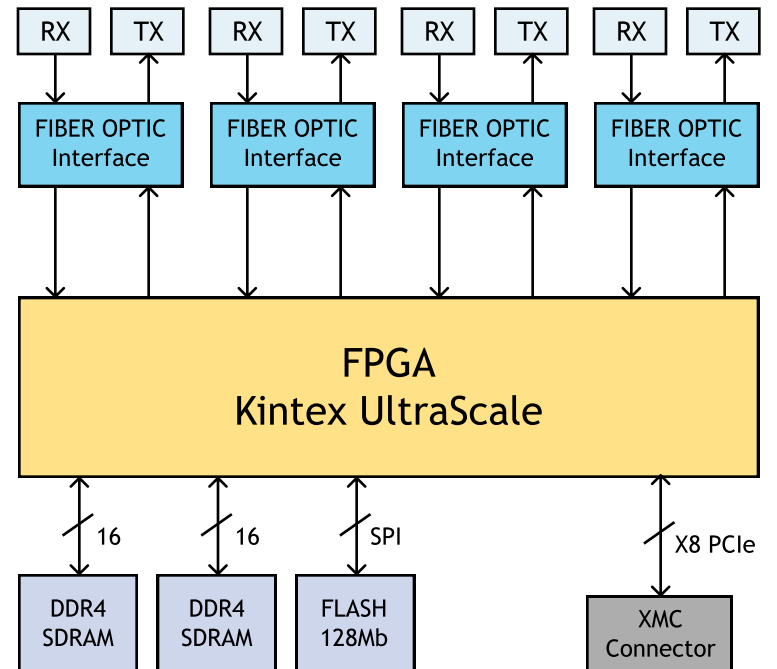 RX TX RX TX RX TX RX TX
FIBER OPTIC
Interface
FIBER OPTIC
Interface
FIBER OPTIC
Interface
FIBER OPTIC
Interface
FPGA
Kintex UltraScale
16
16
SPI
X8 PCIe
DDR4
SDRAM
DDR4
SDRAM
FLASH
128Mb
XMC
Connector